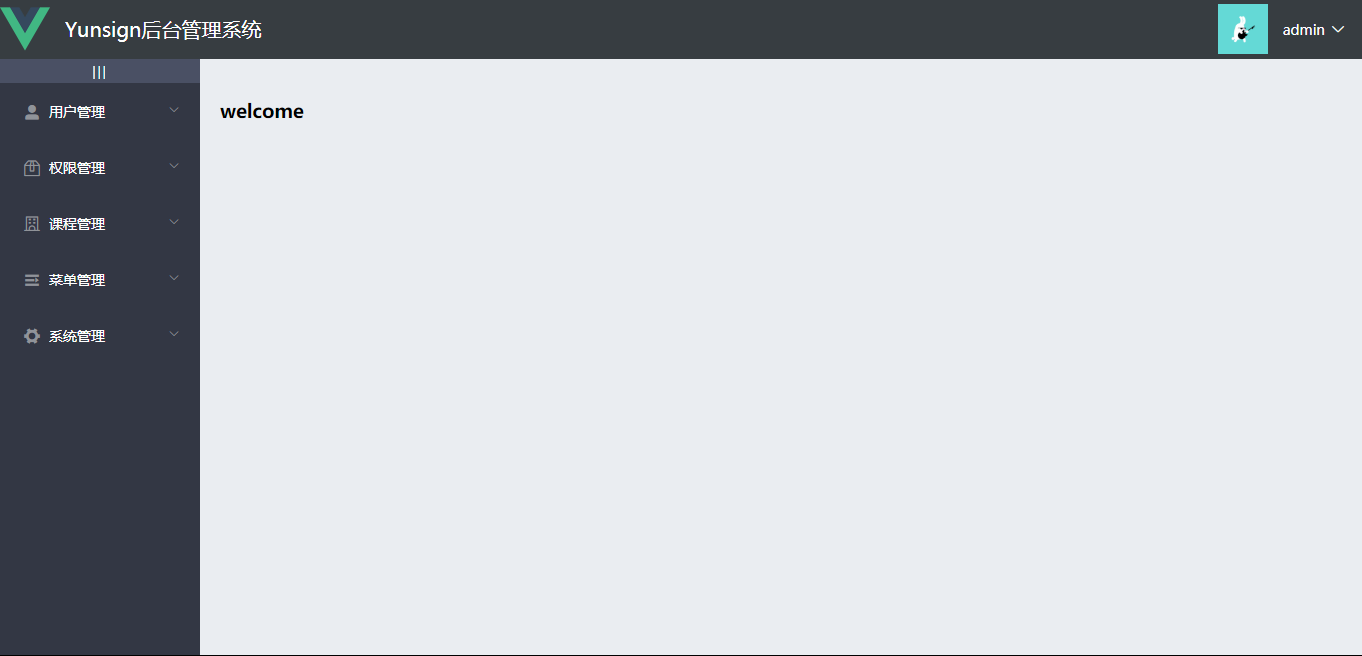 Yunsign后台管理系统
admin
|||
用户管理
welcome
权限管理
课程管理
菜单管理
系统管理